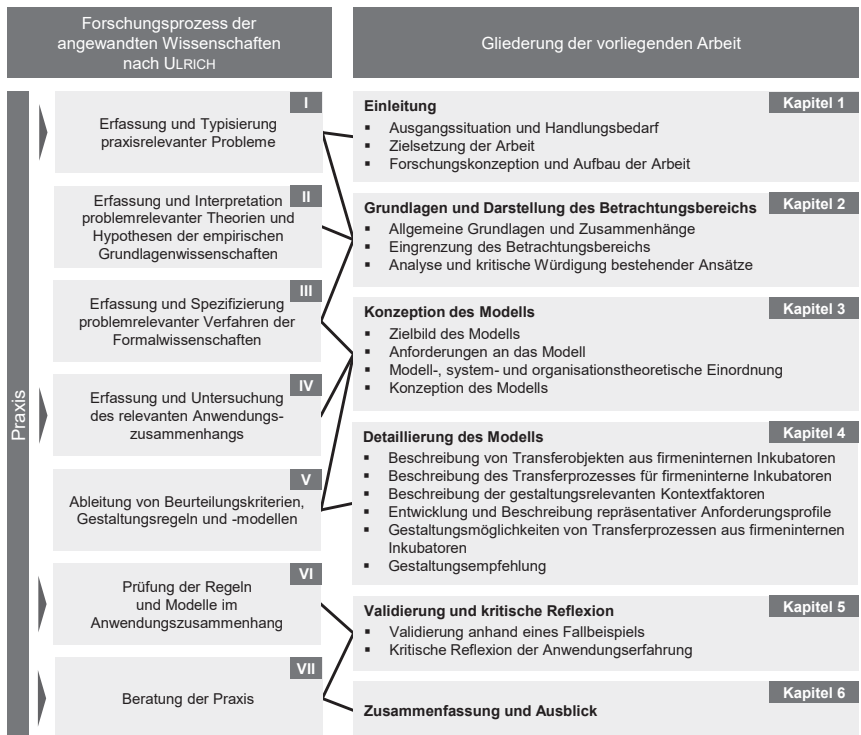 Forschungsprozess der
angewandten Wissenschaften
nach ULRICH
Gliederung der vorliegenden Arbeit
Praxis
I
Erfassung und Typisierung
praxisrelevanter Probleme
II
Erfassung und Interpretation
problemrelevanter Theorien und
Hypothesen der empirischen
Grundlagenwissenschaften
III
Erfassung und Spezifizierung
problemrelevanter Verfahren der
Formalwissenschaften
IV
Erfassung und Untersuchung
des relevanten Anwendungs-
zusammenhangs
V
Ableitung von Beurteilungskriterien,
Gestaltungsregeln und -modellen
VI
Prüfung der Regeln
und Modelle im
Anwendungszusammenhang
VII
Beratung der Praxis
Kapitel 1
Einleitung
▪ Ausgangssituation und Handlungsbedarf
▪ Zielsetzung der Arbeit
▪ Forschungskonzeption und Aufbau der Arbeit
Kapitel 2
Grundlagen und Darstellung des Betrachtungsbereichs
▪ Allgemeine Grundlagen und Zusammenhänge
▪ Eingrenzung des Betrachtungsbereichs
▪ Analyse und kritische Würdigung bestehender Ansätze
Kapitel 3
Konzeption des Modells
▪ Zielbild des Modells
▪ Anforderungen an das Modell
▪ Modell-, system- und organisationstheoretische Einordnung
▪ Konzeption des Modells
Kapitel 4
Detaillierung des Modells
▪ Beschreibung von Transferobjekten aus firmeninternen Inkubatoren
▪ Beschreibung des Transferprozesses für firmeninterne Inkubatoren
▪ Beschreibung der gestaltungsrelevanten Kontextfaktoren
▪ Entwicklung und Beschreibung repräsentativer Anforderungsprofile
▪ Gestaltungsmöglichkeiten von Transferprozessen aus firmeninternen
Inkubatoren
▪ Gestaltungsempfehlung
Kapitel 5
Validierung und kritische Reflexion
▪ Validierung anhand eines Fallbeispiels
▪ Kritische Reflexion der Anwendungserfahrung
Kapitel 6
Zusammenfassung und Ausblick